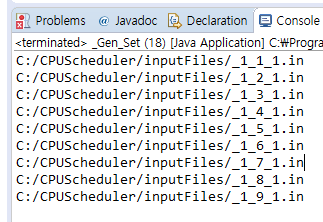 Problems @ Javadoc Declaration Console
<terminated> _Gen_Set (18) [Java Application] C:₩Progra
C:/CPUScheduler/inputFiles/_1_1_1.in
C:/CPUScheduler/inputFiles/_1_2_1.in
C:/CPUScheduler/inputFiles/_1_3_1.in
C:/CPUScheduler/inputFiles/_1_4_1.in
C:/CPUScheduler/inputFiles/_1_5_1.in
C:/CPUScheduler/inputFiles/_1_6_1.in
C:/CPUScheduler/inputFiles/_1_7_1.in
C:/CPUScheduler/inputFiles/_1_8_1.in
C:/CPUScheduler/inputFiles/_1_9_1.in